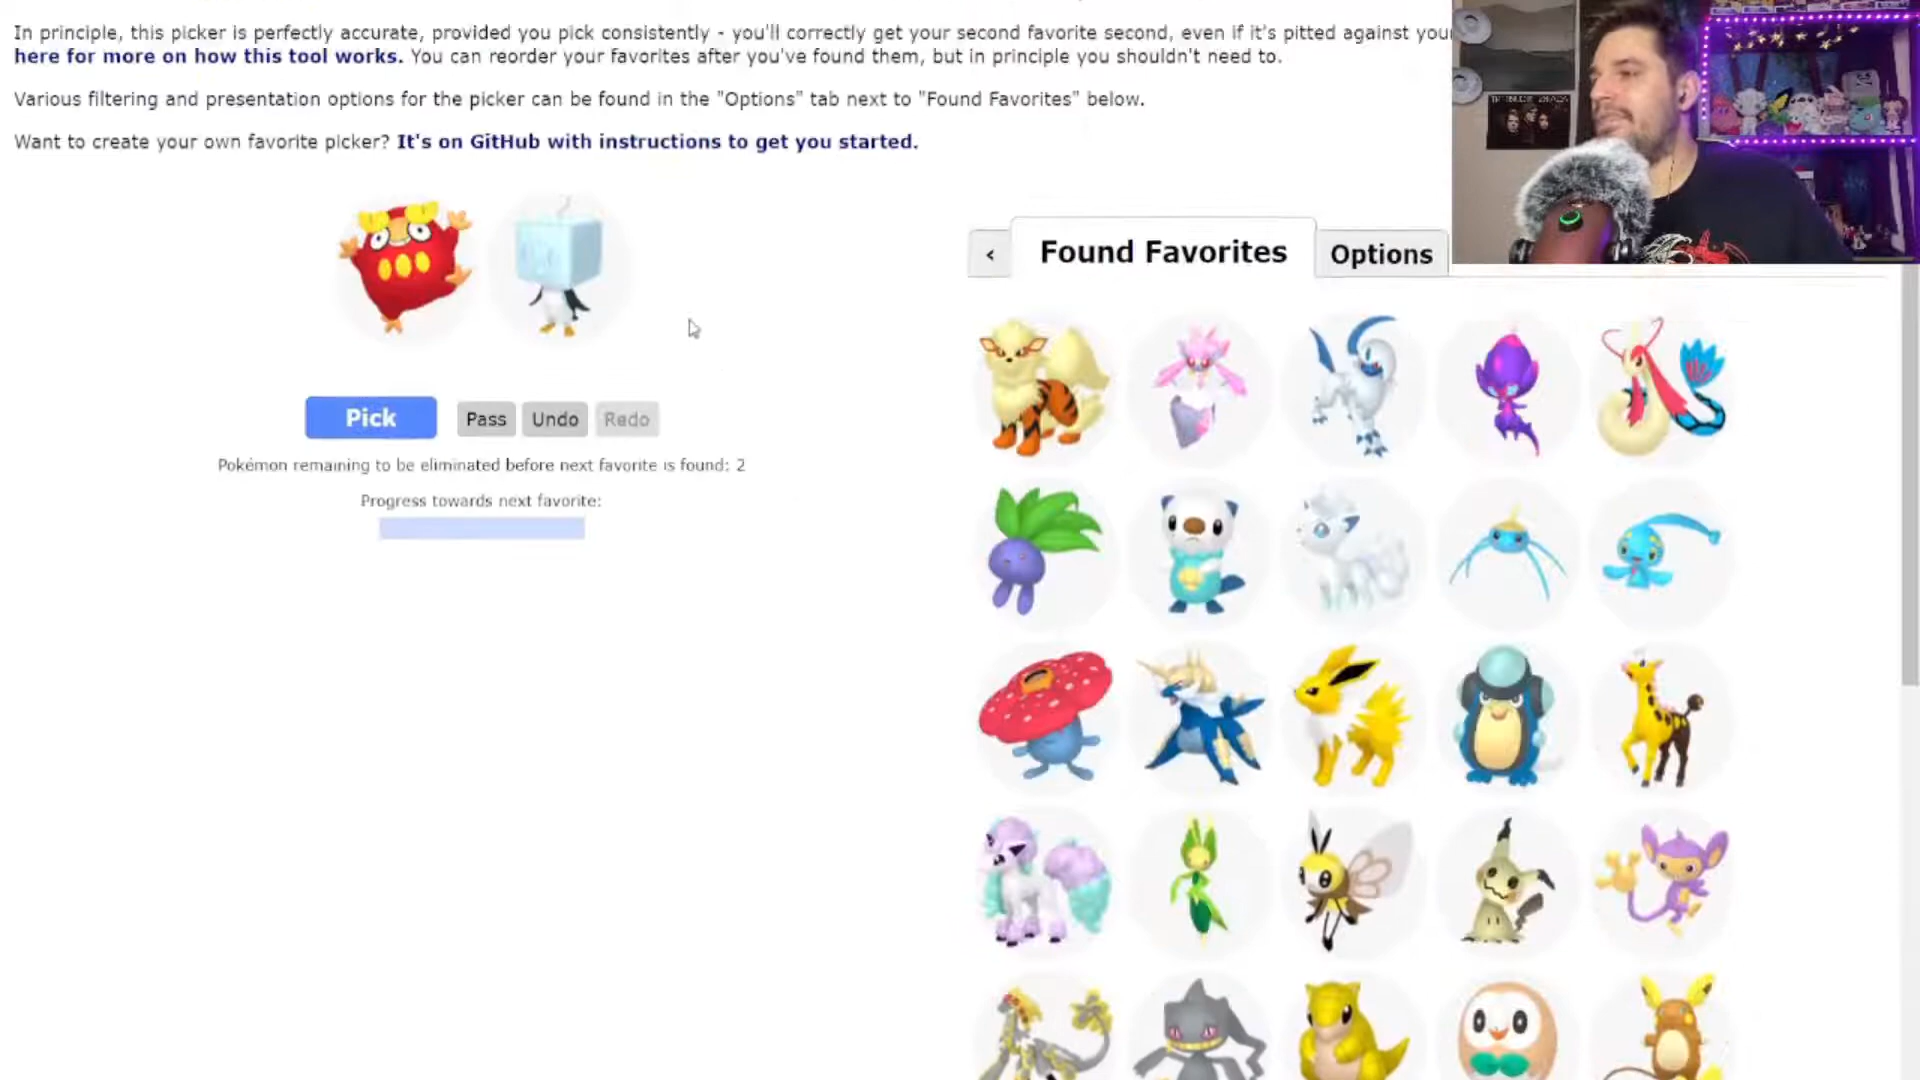 In principle, this picker is perfectly accurate, provided you pick consistently - you'll correctly get your second favorite second, even if it's pitted against
here for more on how this tool works. You can reorder your favorites after you've found them, but in principle you shouldn't need to.
Various filtering and presentation options for the picker can be found in the "Options" tab next to "Found Favorites" below.
Want to create your own favorite picker? It's on GitHub with instructions to get you started.
< Found Favorites Options
Pick Pass Undo Redo
Pokémon remaining to be eliminated before next favorite is found: 2
Progress towards next favorite: